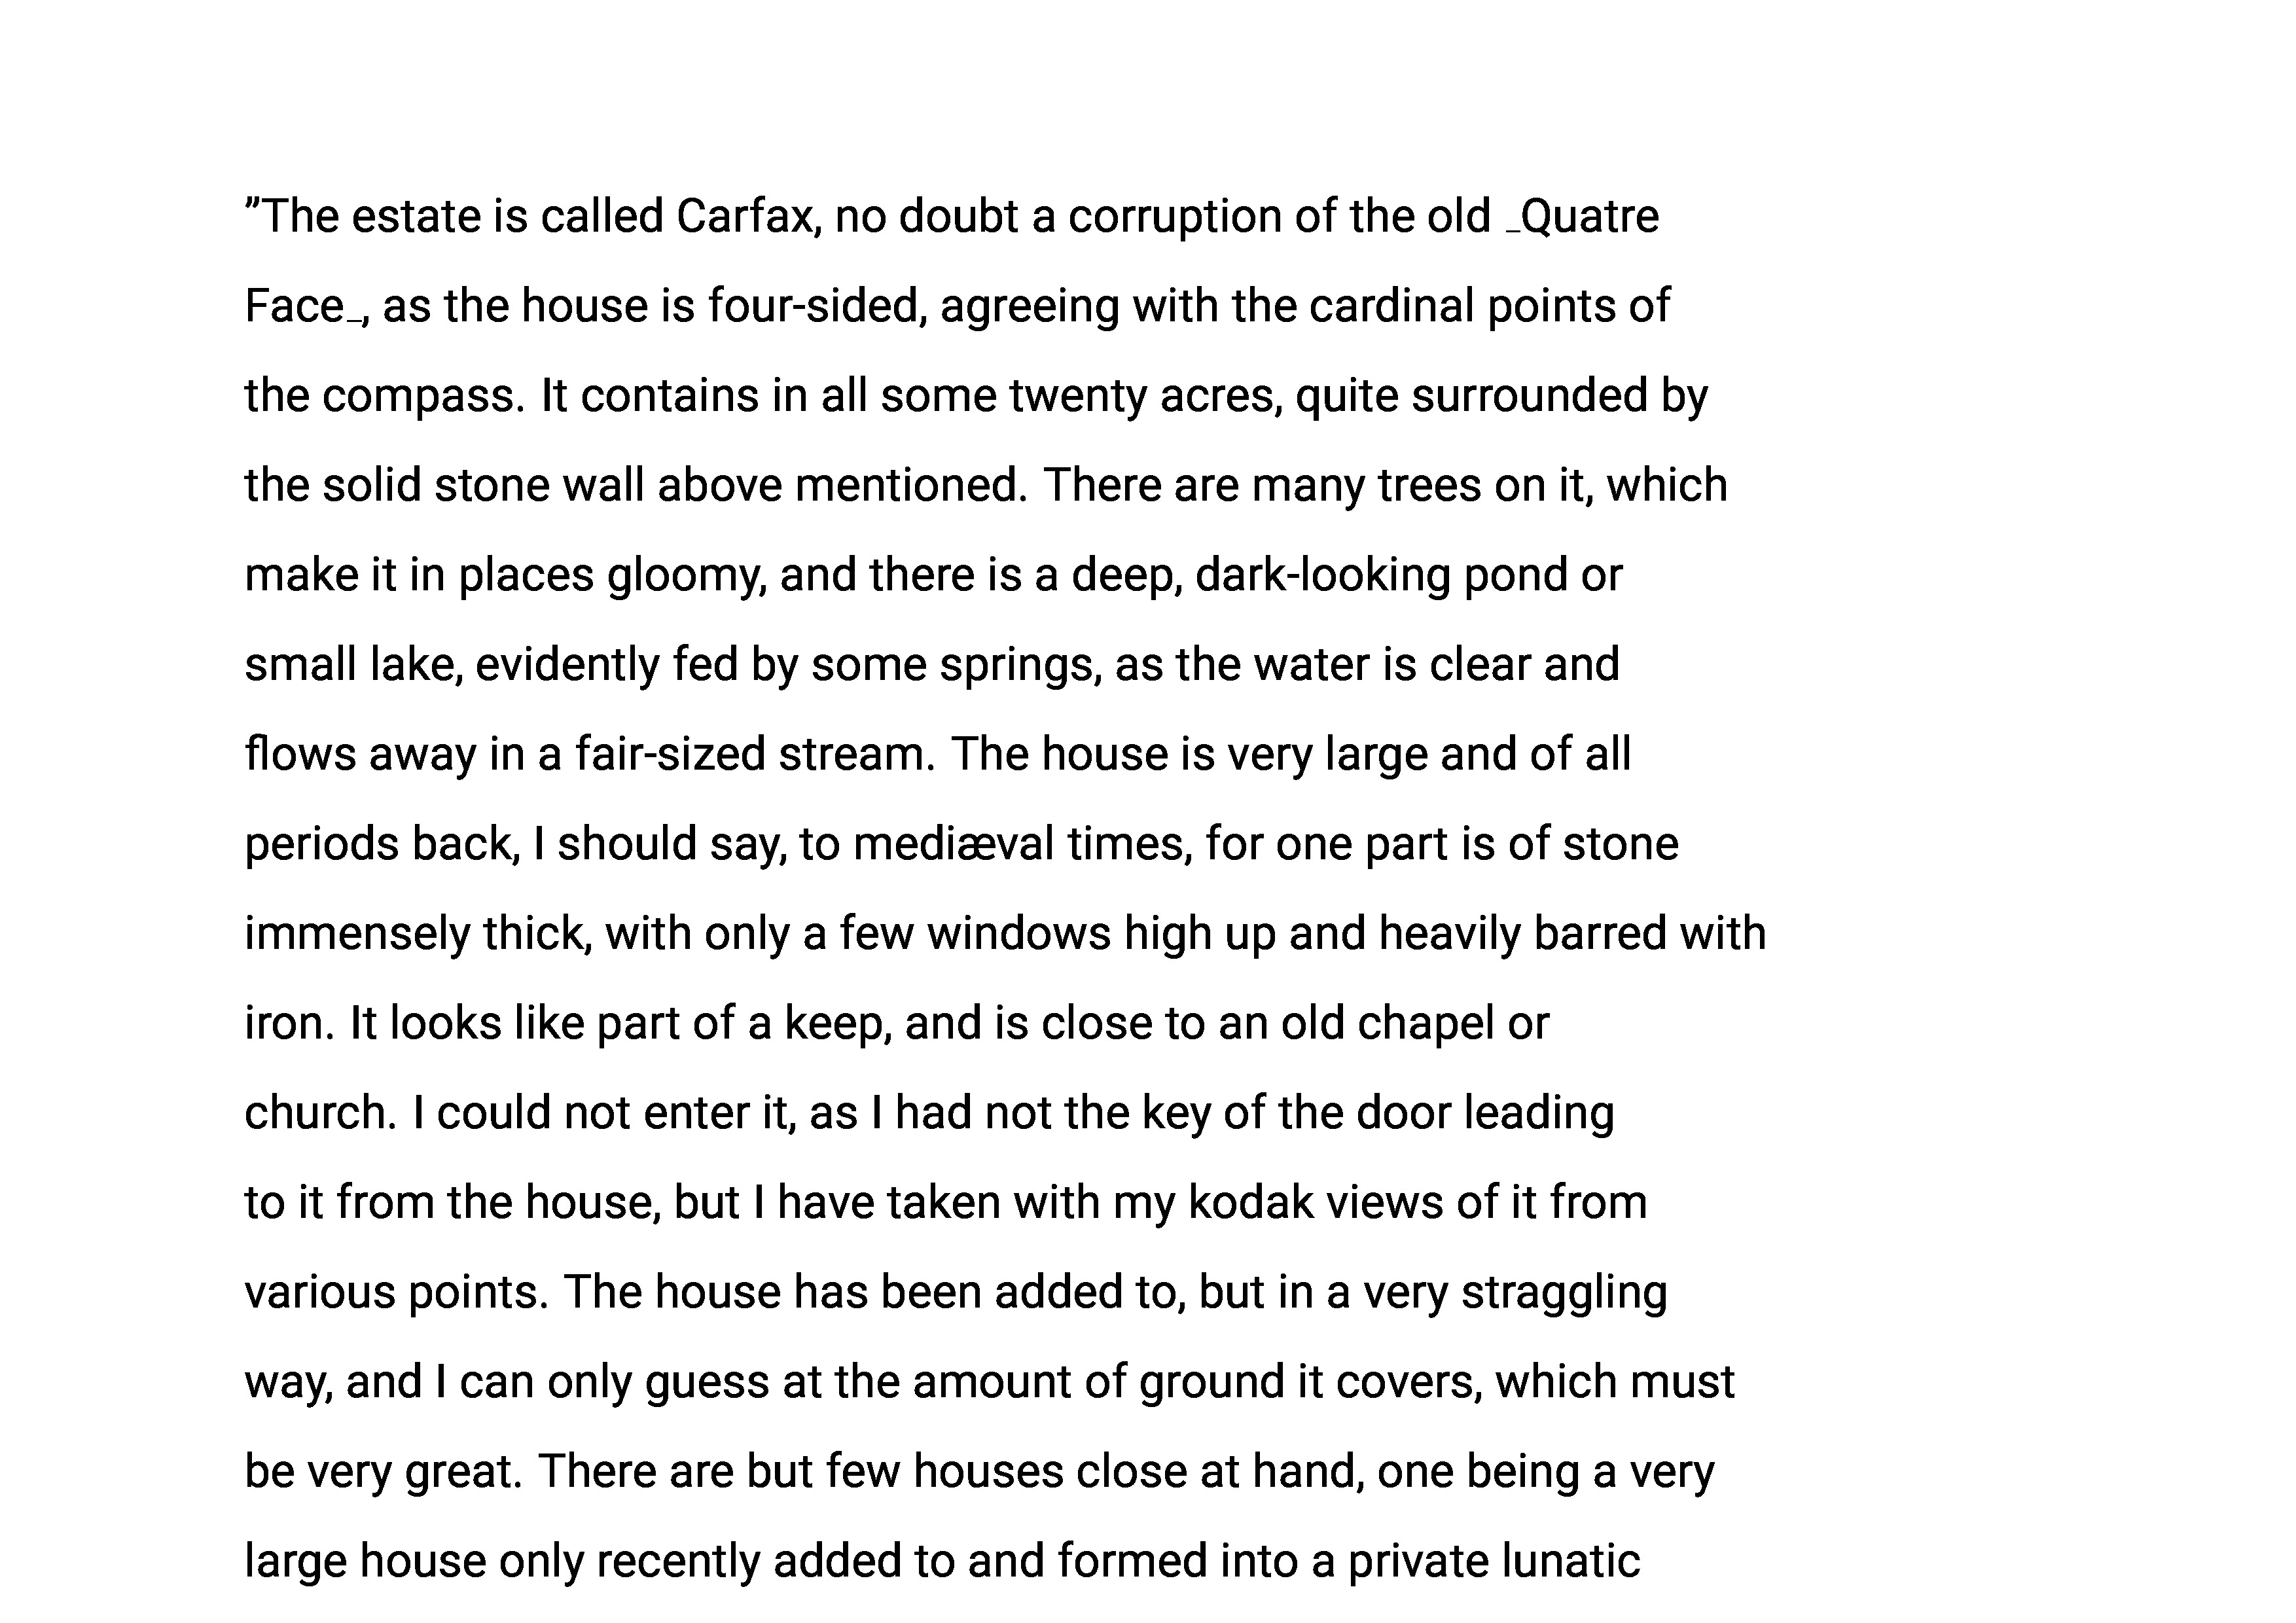 ”The estate is called Carfax, no doubt a corruption of the old _Quatre
Face_, as the house is four-sided, agreeing with the cardinal points of
the compass. It contains in all some twenty acres, quite surrounded by
the solid stone wall above mentioned. There are many trees on it, which
make it in places gloomy, and there is a deep, dark-looking pond or
small lake, evidently fed by some springs, as the water is clear and
flows away in a fair-sized stream. The house is very large and of all
periods back, I should say, to mediæval times, for one part is of stone
immensely thick, with only a few windows high up and heavily barred with
iron. It looks like part of a keep, and is close to an old chapel or
church. I could not enter it, as I had not the key of the door leading
to it from the house, but I have taken with my kodak views of it from
various points. The house has been added to, but in a very straggling
way, and I can only guess at the amount of ground it covers, which must
be very great. There are but few houses close at hand, one being a very
large house only recently added to and formed into a private lunatic